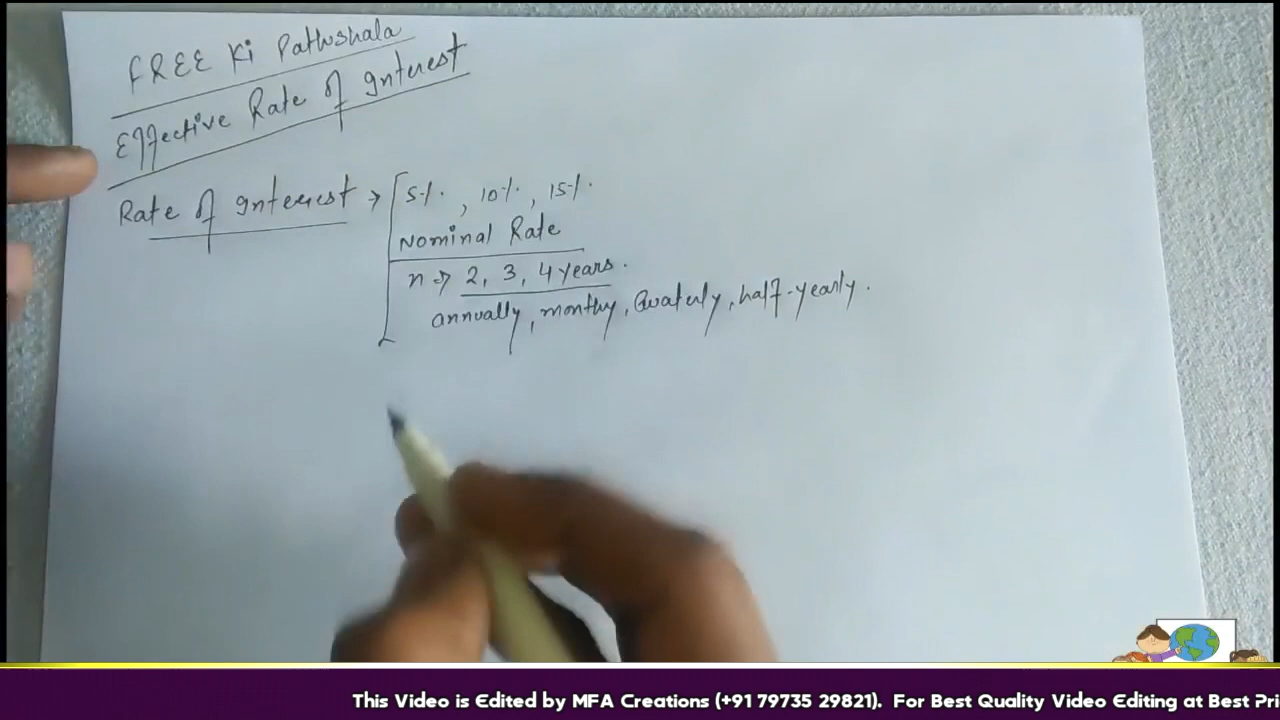 FREE Ki Pathshala
Effective Rate of Interest
Rate of Interest → 5%, 10%, 15%.
Nominal Rate
n → 2, 3, 4 years.
annually, monthy, Quaterly, half-yearly.
This Video is Edited by MFA Creations (+91 79735 29821). For Best Quality Video Editing at Best Pri